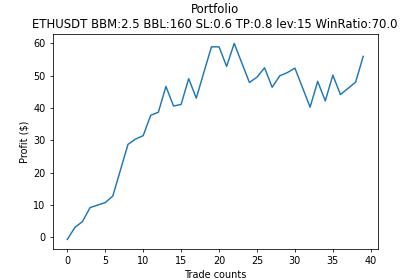 Portfolio
ETHUSDT BBM:2.5 BBL:160 SL:0.6 TP:0.8 lev:15 WinRatio:70.0
60
50
40
30
20
10
0
Profit ($)
0 5 10 15 20 25 30 35 40
Trade counts